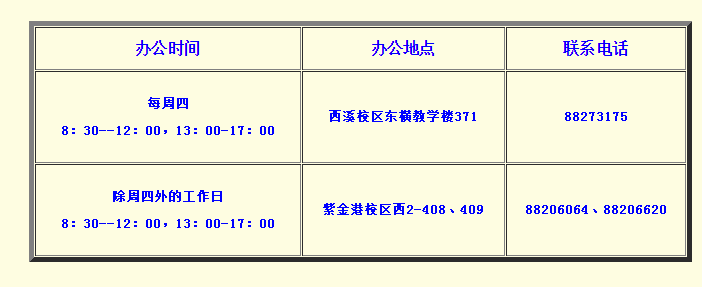 办公时间
办公地点
联系电话
每周四
8：30--12：00，13：00-17：00
西溪校区东横教学楼371
88273175
除周四外的工作日
8：30--12：00，13：00-17：00
紫金港校区西2-408、409
88206064、88206620